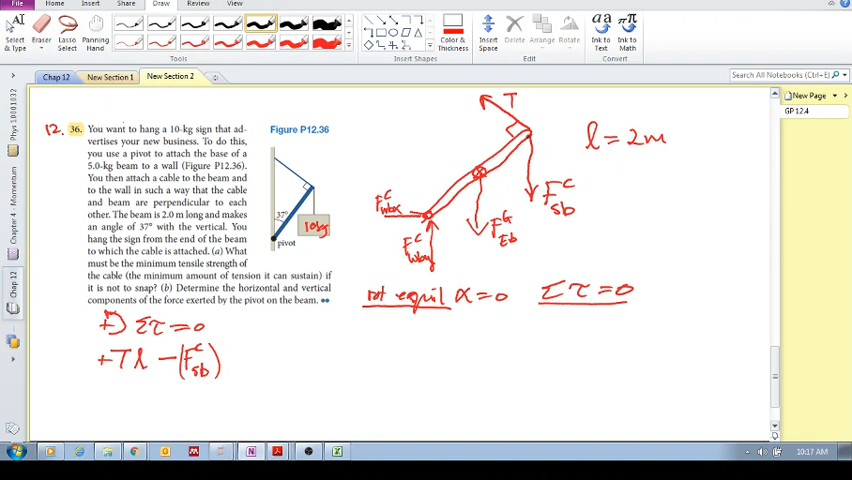 File
Home
Insert
Draw
History
Review
View
Select & Type
Eraser
Lasso Select
Panning Hand
Tools
Color & Thickness
Insert Shapes
Insert Space
Delete
Arrange
Rotate
Edit
Ink to Text
Ink to Math
Convert
Chap 12
New Section 1
New Section 2
Search All Notebooks (Ctrl+E)
New Page
GP 12.4
Phys 10101032
Chapter 4 - Momentum
Chap 12
12. 36. You want to hang a 10-kg sign that ad-
vertises your new business. To do this,
you use a pivot to attach the base of a
5.0-kg beam to a wall (Figure P12.36).
You then attach a cable to the beam and
to the wall in such a way that the cable
and beam are perpendicular to each
other. The beam is 2.0 m long and makes
an angle of 37° with the vertical. You
hang the sign from the end of the beam
to which the cable is attached. (a) What
must be the minimum tensile strength of
the cable (the minimum amount of tension it can sustain) if
it is not to snap? (b) Determine the horizontal and vertical
components of the force exerted by the pivot on the beam. ••
Figure P12.36
37°
10kg
pivot
T
l = 2m
F^C_sb
F^C_wbx
F^G_Eb
F^C_wby
rot equil α = 0 Στ = 0
+ Στ = 0
+Tl − (F^C_sb)
10:17 AM